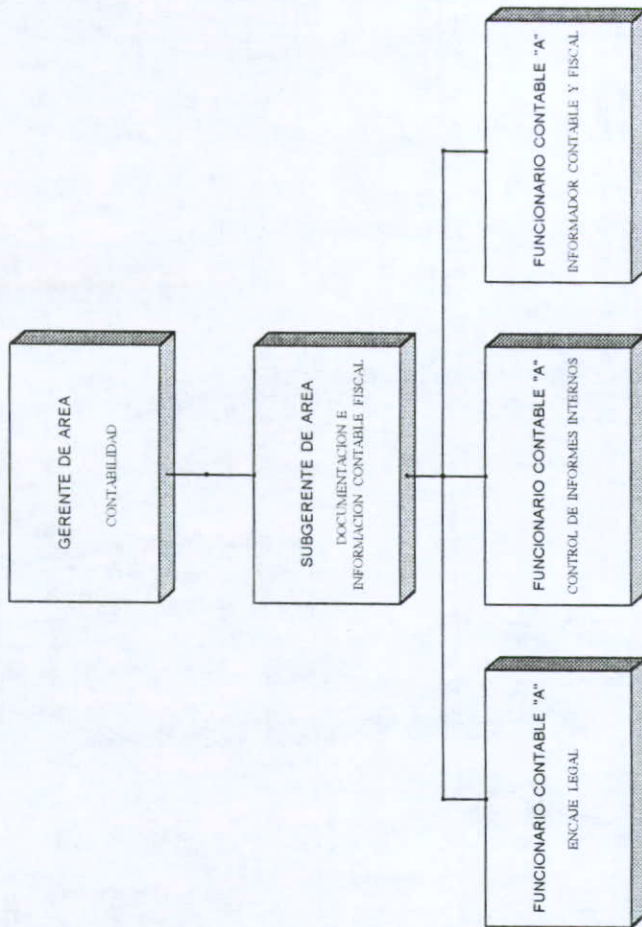 GERENTE DE AREA
CONTABILIDAD
SUBGERENTE DE AREA
DOCUMENTACION E
INFORMACION CONTABLE FISCAL
FUNCIONARIO CONTABLE "A"
ENCAJE LEGAL
FUNCIONARIO CONTABLE "A"
CONTROL DE INFORMES INTERNOS
FUNCIONARIO CONTABLE "A"
INFORMADOR CONTABLE Y FISCAL